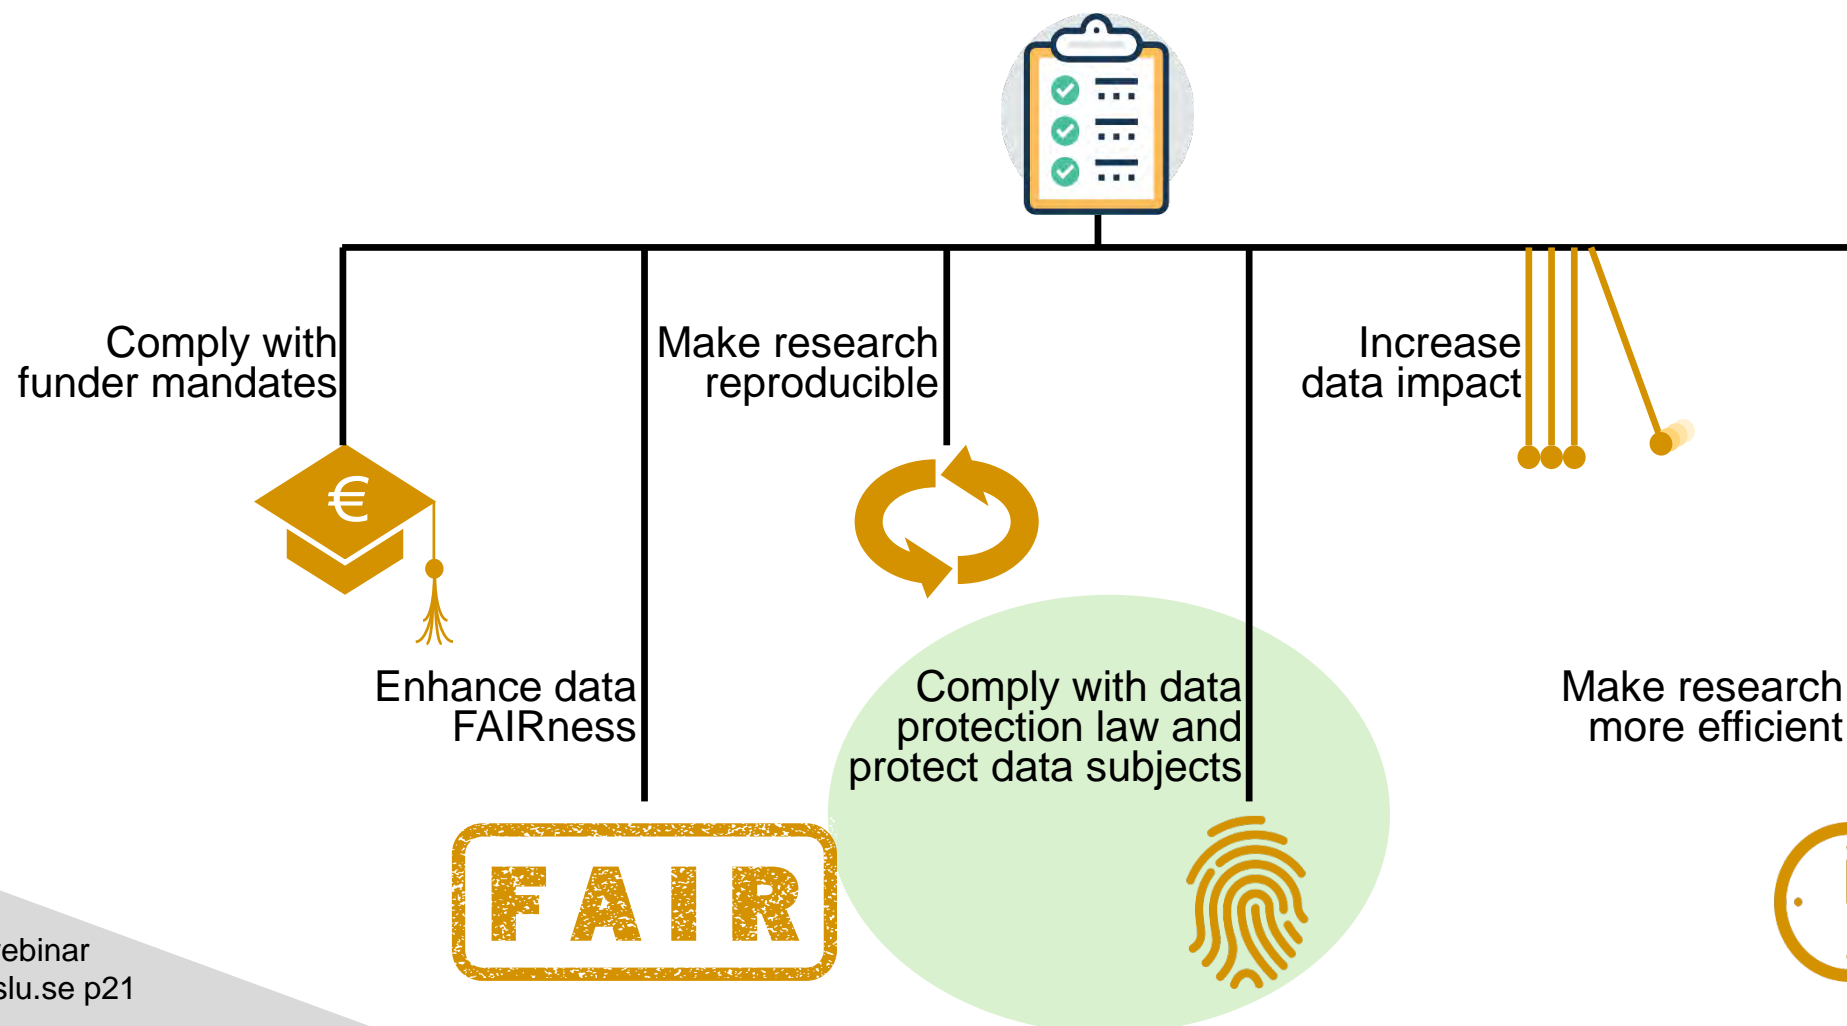 Comply with
funder mandates
€
Make research
reproducible
Increase
data impact
Enhance data
FAIRness
Comply with data
protection law and
protect data subjects
Make research
more efficient
FAIR
ebinar
slu.se p21